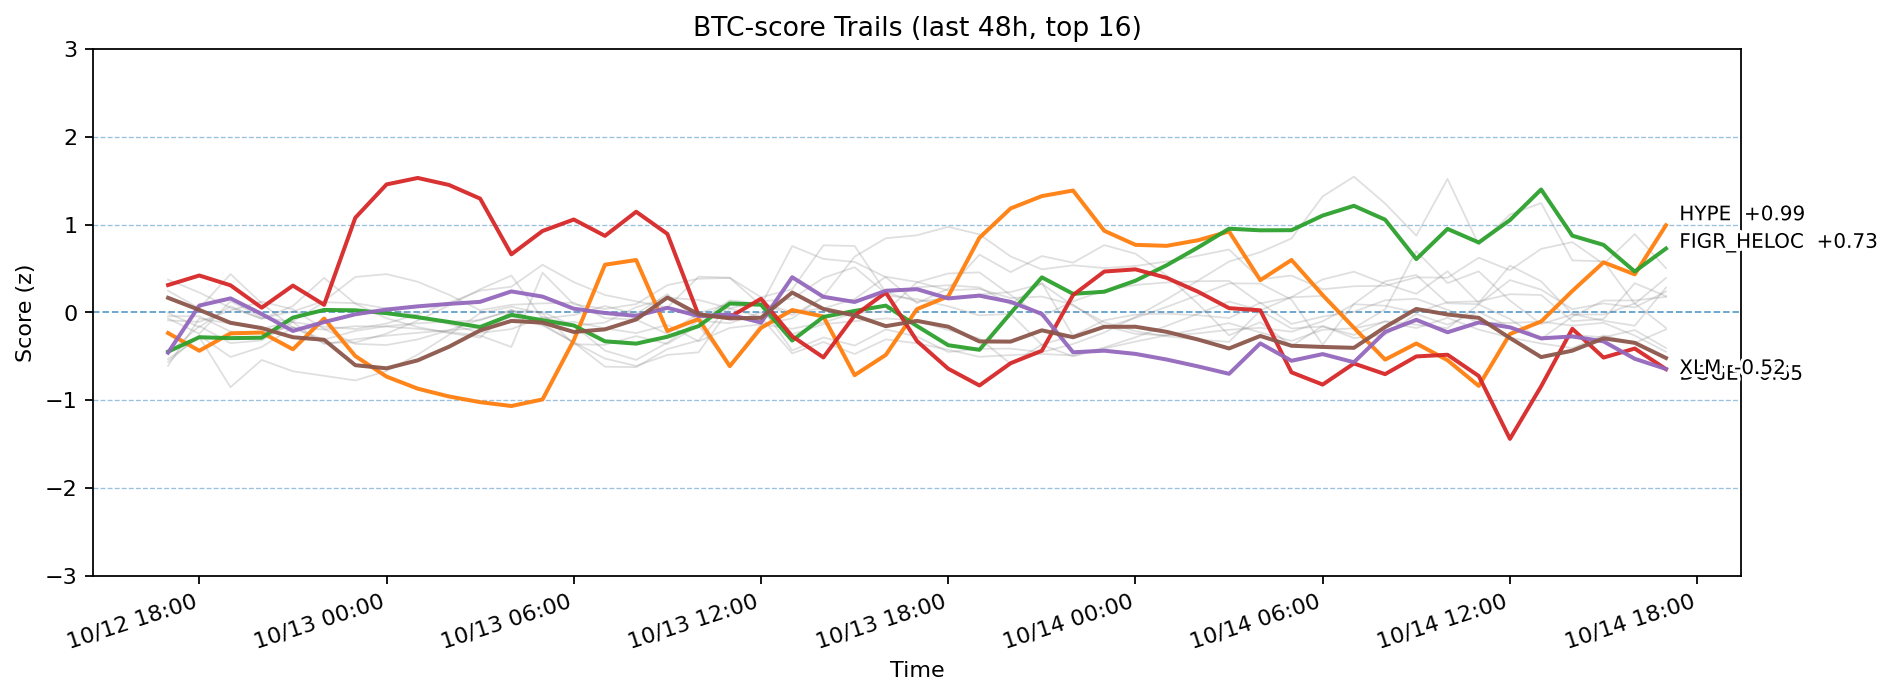 BTC-score Trails (last 48h, top 16)
Score (z)
3
2
1
0
−1
−2
−3
HYPE +0.99
FIGR_HELOC +0.73
XLM -0.52
10/12 18:00
10/13 00:00
10/13 06:00
10/13 12:00
10/13 18:00
10/14 00:00
10/14 06:00
10/14 12:00
10/14 18:00
Time